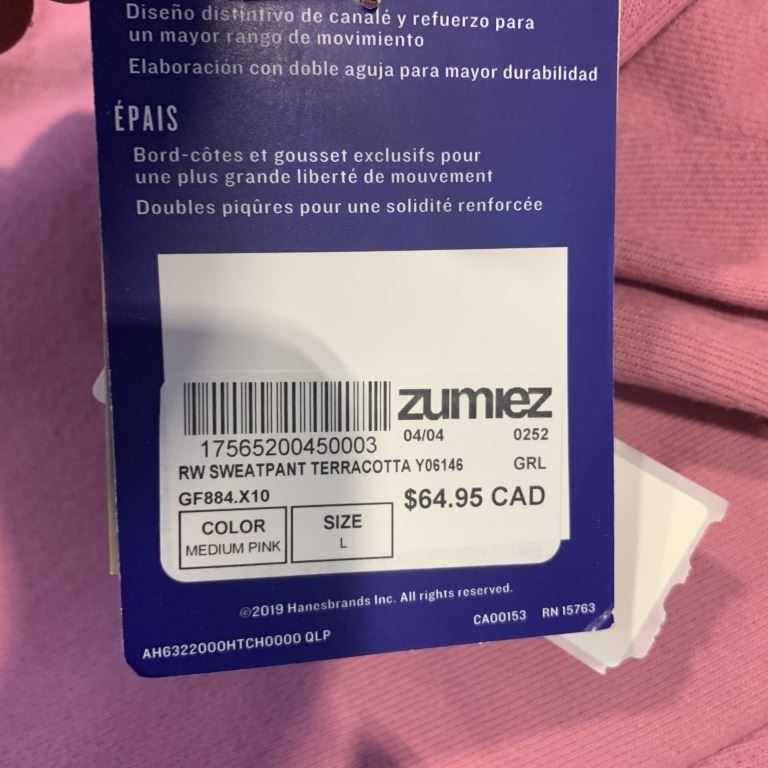 Diseño distintivo de canalé y refuerzo para
un mayor rango de movimiento
Elaboración con doble aguja para mayor durabilidad
ÉPAIS
Bord-côtes et gousset exclusifs pour
une plus grande liberté de mouvement
Doubles piqûres pour une solidité renforcée
zumiez
17565200450003 04/04 0252
RW SWEATPANT TERRACOTTA Y06146 GRL
GF884.X10 $64.95 CAD
COLOR SIZE
MEDIUM PINK L
©2019 Hanesbrands Inc. All rights reserved.
CA00153 RN 15763
AH6322000HTCH0000 QLP